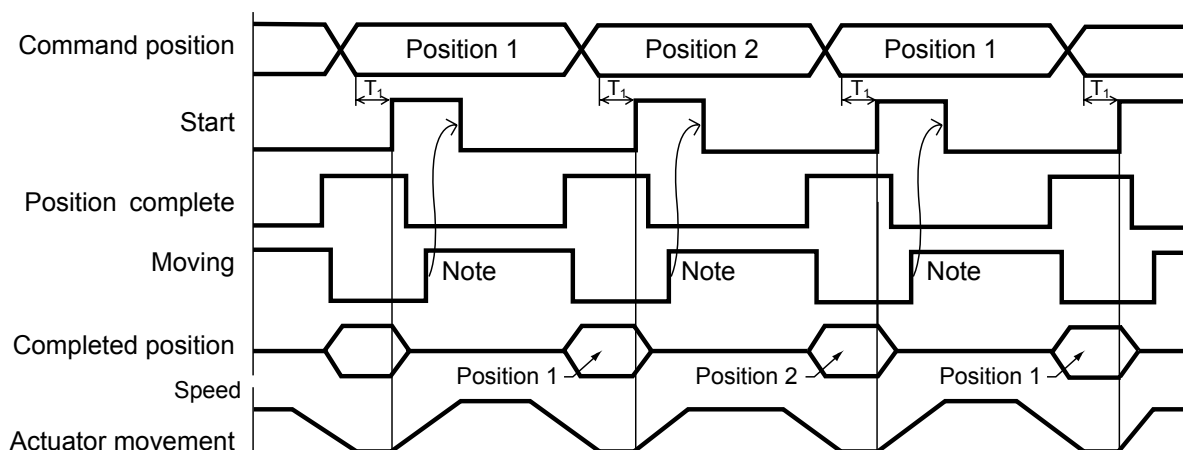 Command position Position 1 Position 2 Position 1
T1 T1 T1 T1
Start
Position complete
Moving Note Note Note
Completed position
Position 1 Position 2 Position 1
Speed
Actuator movement